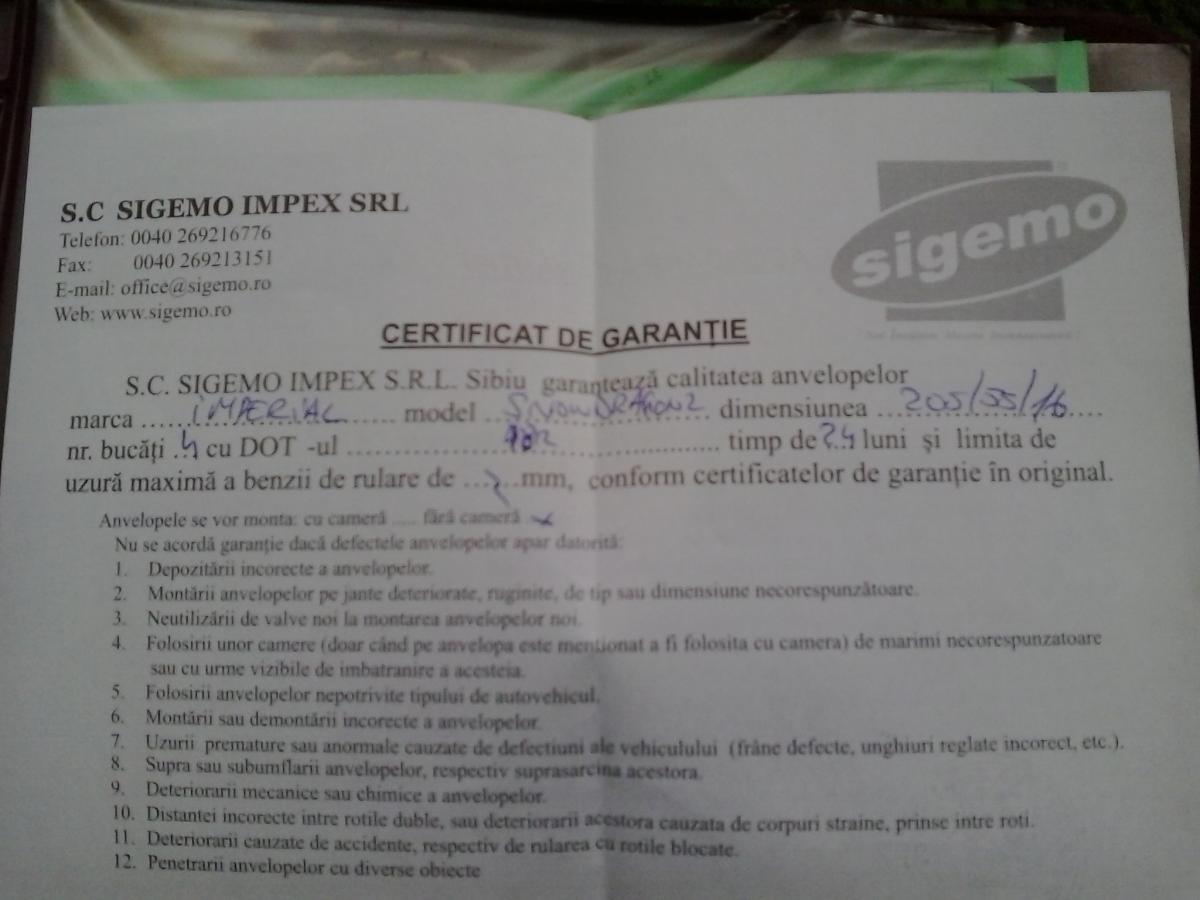 S.C SIGEMO IMPEX SRL
Telefon: 0040 269216776
Fax: 0040 269213151
E-mail: office@sigemo.ro
Web: www.sigemo.ro
sigemo
CERTIFICAT DE GARANȚIE
S.C. SIGEMO IMPEX S.R.L. Sibiu garantează calitatea anvelopelor
marca ...... IMPERIAL ...... model ... SNOWDRAGON2 ... dimensiunea ... 205/55/16 ....
nr. bucăți .4 cu DOT -ul ............ timp de 24 luni și limita de
uzură maximă a benzii de rulare de ... ...mm, conform certificatelor de garanție în original.
Anvelopele se vor monta: cu cameră ..... fără cameră
Nu se acordă garanție dacă defectele anvelopelor apar datorită:
1. Depozitării incorecte a anvelopelor.
2. Montării anvelopelor pe jante deteriorate, ruginite, de tip sau dimensiune necorespunzătoare.
3. Neutilizării de valve noi la montarea anvelopelor noi.
4. Folosirii unor camere (doar când pe anvelopa este menționat a fi folosita cu camera) de marimi necorespunzatoare
sau cu urme vizibile de imbatranire a acesteia.
5. Folosirii anvelopelor nepotrivite tipului de autovehicul.
6. Montării sau demontării incorecte a anvelopelor.
7. Uzurii premature sau anormale cauzate de defectiuni ale vehiculului (frâne defecte, unghiuri reglate incorect, etc.).
8. Supra sau subumflarii anvelopelor, respectiv suprasarcina acestora.
9. Deteriorarii mecanice sau chimice a anvelopelor.
10. Distantei incorecte intre rotile duble, sau deteriorarii acestora cauzata de corpuri straine, prinse intre roti.
11. Deteriorarii cauzate de accidente, respectiv de rularea cu rotile blocate.
12. Penetrarii anvelopelor cu diverse obiecte